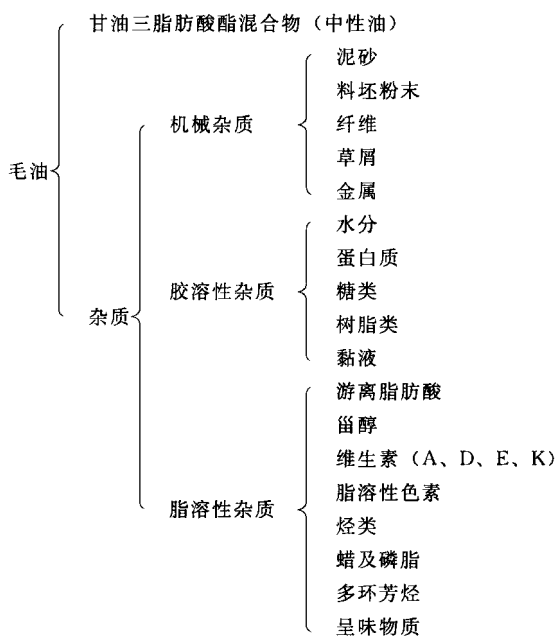 甘油三脂肪酸酯混合物（中性油）
泥砂
料坯粉末
机械杂质
纤维
草屑
毛油
金属
水分
蛋白质
胶溶性杂质
糖类
杂质
树脂类
黏液
游离脂肪酸
甾醇
维生素（A、D、E、K）
脂溶性色素
脂溶性杂质
烃类
蜡及磷脂
多环芳烃
呈味物质